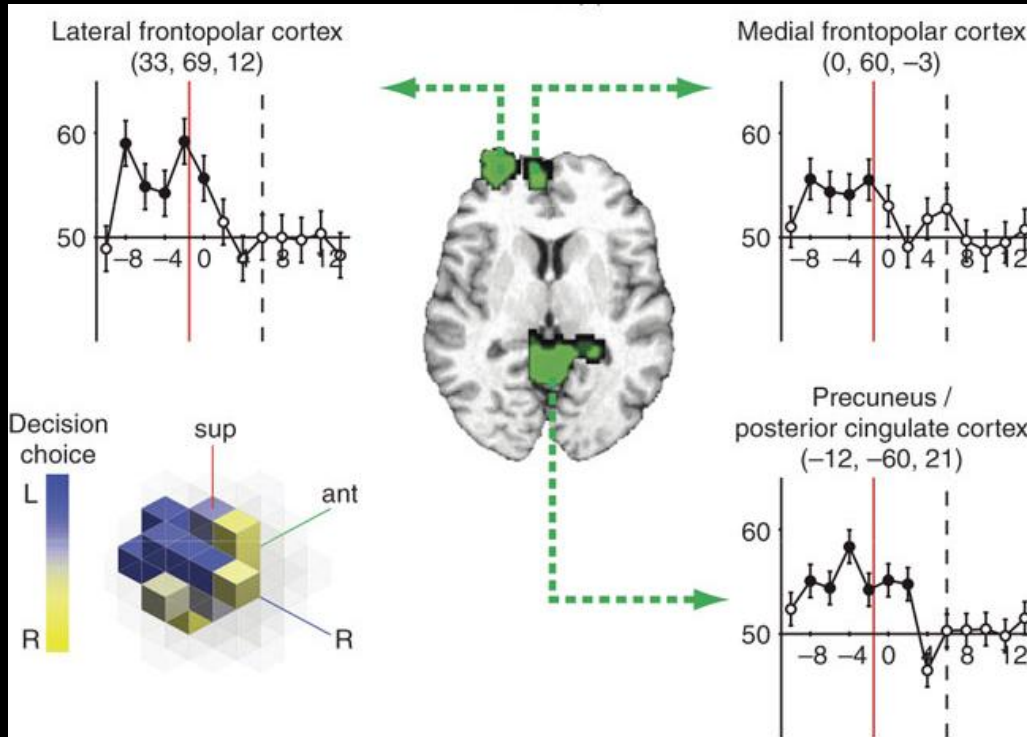 Lateral frontopolar cortex
(33, 69, 12)
60
50
−8 −4 0 4 8 12
Medial frontopolar cortex
(0, 60, −3)
60
50
−8 −4 0 4 8 12
Decision
choice
L
R
sup
ant
R
Precuneus /
posterior cingulate cortex
(−12, −60, 21)
60
50
−8 −4 0 4 8 12